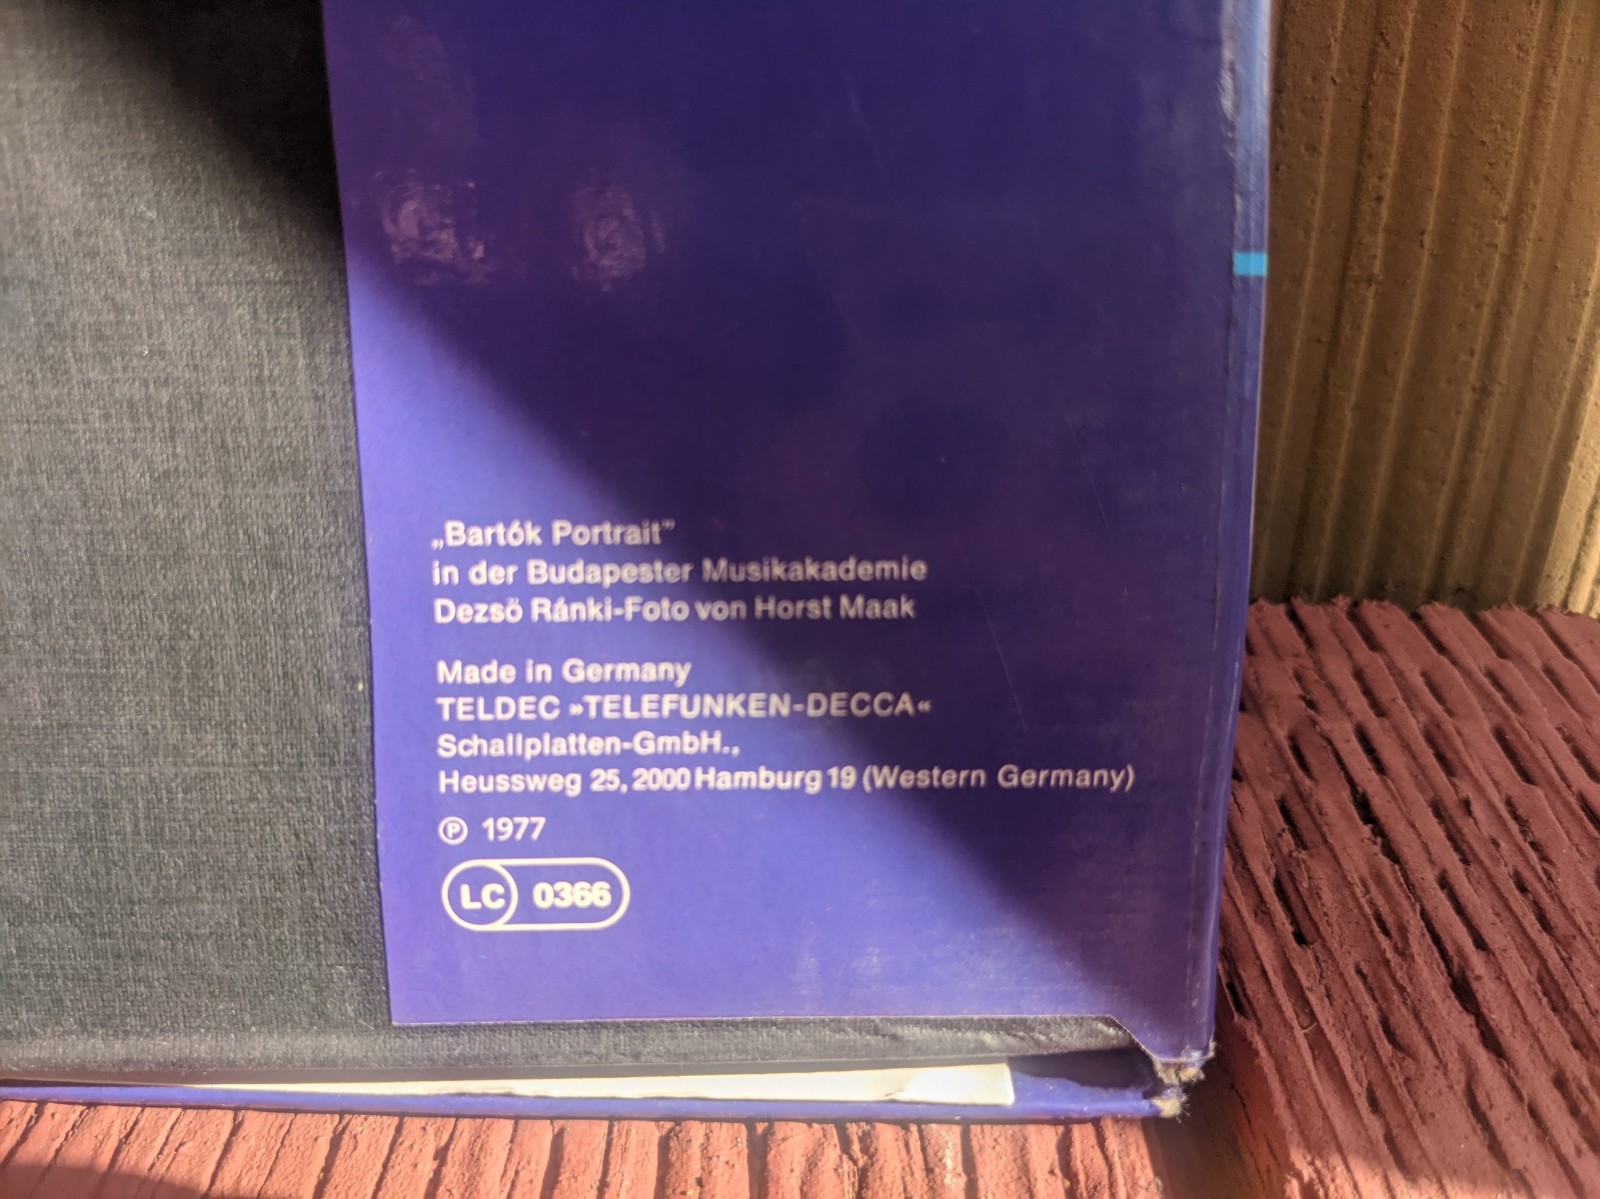 „Bartók Portrait”
in der Budapester Musikakademie
Dezsö Ránki-Foto von Horst Maak
Made in Germany
TELDEC »TELEFUNKEN-DECCA«
Schallplatten-GmbH.,
Heussweg 25, 2000 Hamburg 19 (Western Germany)
℗ 1977
LC 0366